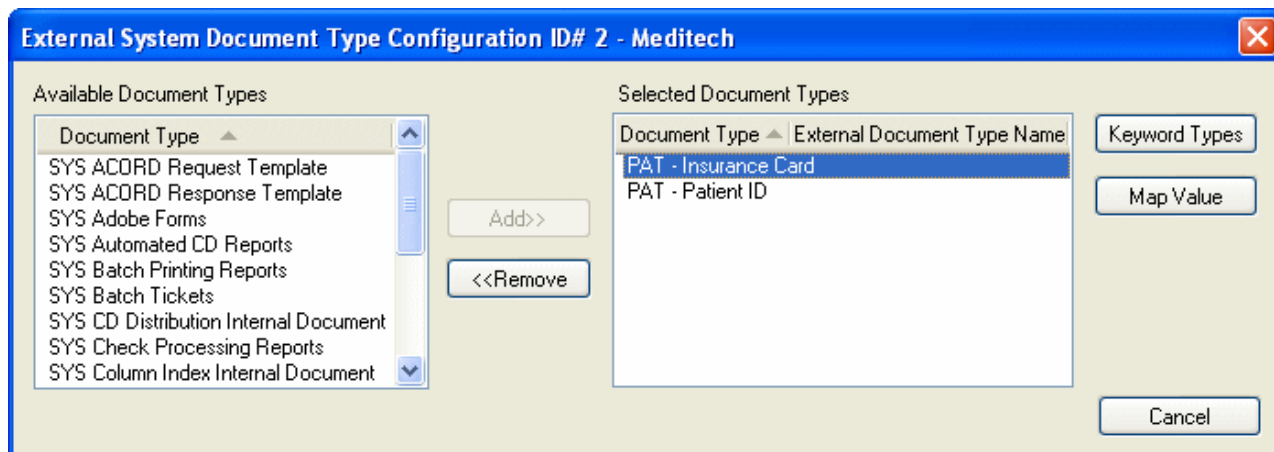 External System Document Type Configuration ID# 2 - Meditech
Available Document Types
Document Type
SYS ACORD Request Template
SYS ACORD Response Template
SYS Adobe Forms
SYS Automated CD Reports
SYS Batch Printing Reports
SYS Batch Tickets
SYS CD Distribution Internal Document
SYS Check Processing Reports
SYS Column Index Internal Document
Add>>
<<Remove
Selected Document Types
Document Type External Document Type Name
PAT - Insurance Card
PAT - Patient ID
Keyword Types
Map Value
Cancel